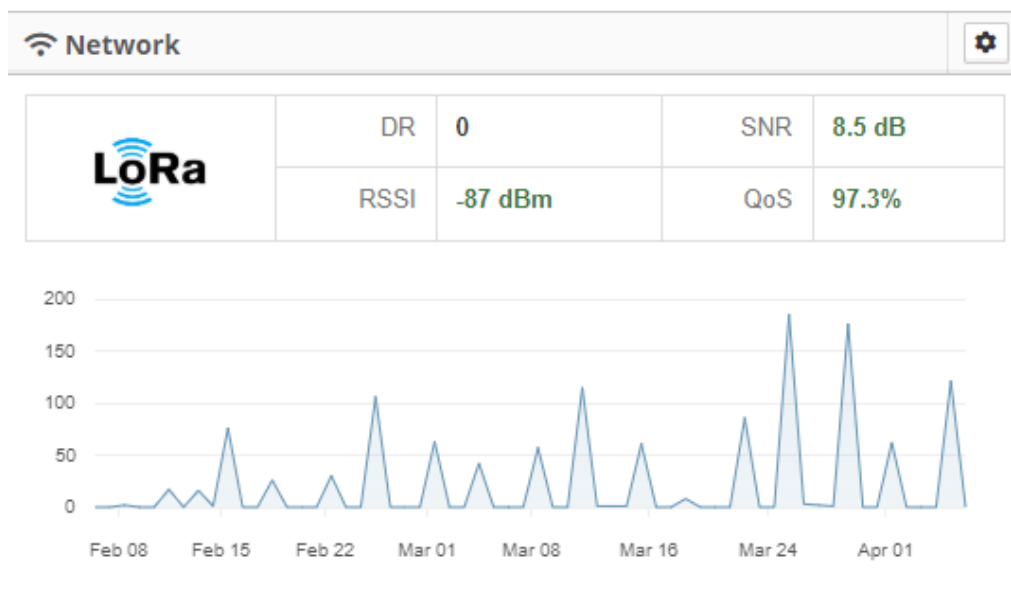 Network
LoRa
DR 0 SNR 8.5 dB
RSSI -87 dBm QoS 97.3%
200
150
100
50
0
Feb 08 Feb 15 Feb 22 Mar 01 Mar 08 Mar 16 Mar 24 Apr 01